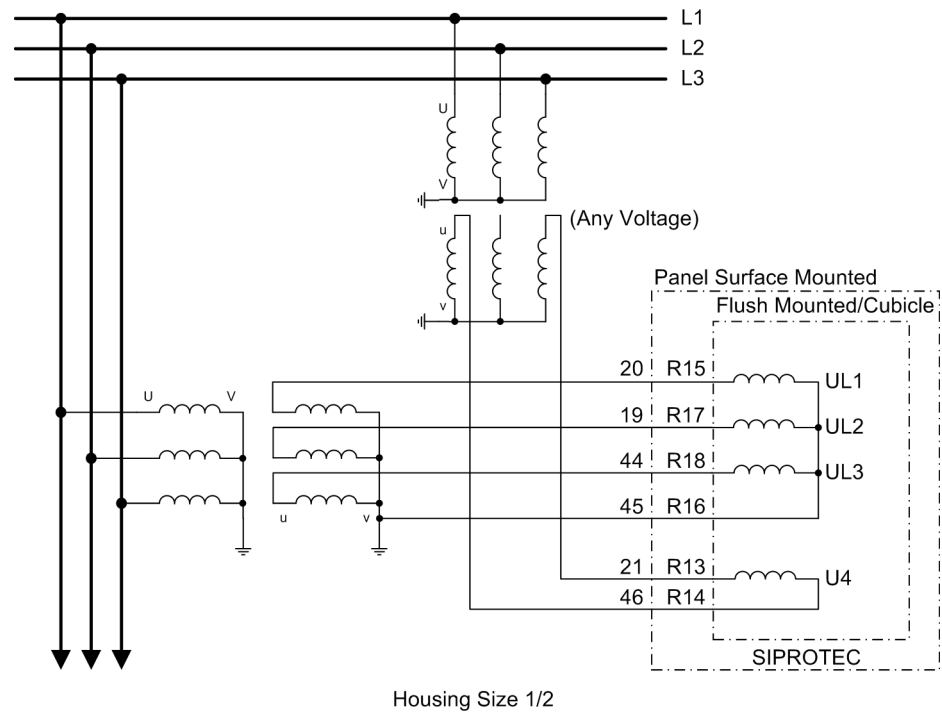 L1
L2
L3
U
V
(Any Voltage)
u
v
Panel Surface Mounted
Flush Mounted/Cubicle
20 R15 UL1
U V
19 R17 UL2
44 R18 UL3
45 R16
u v
21 R13 U4
46 R14
SIPROTEC
Housing Size 1/2